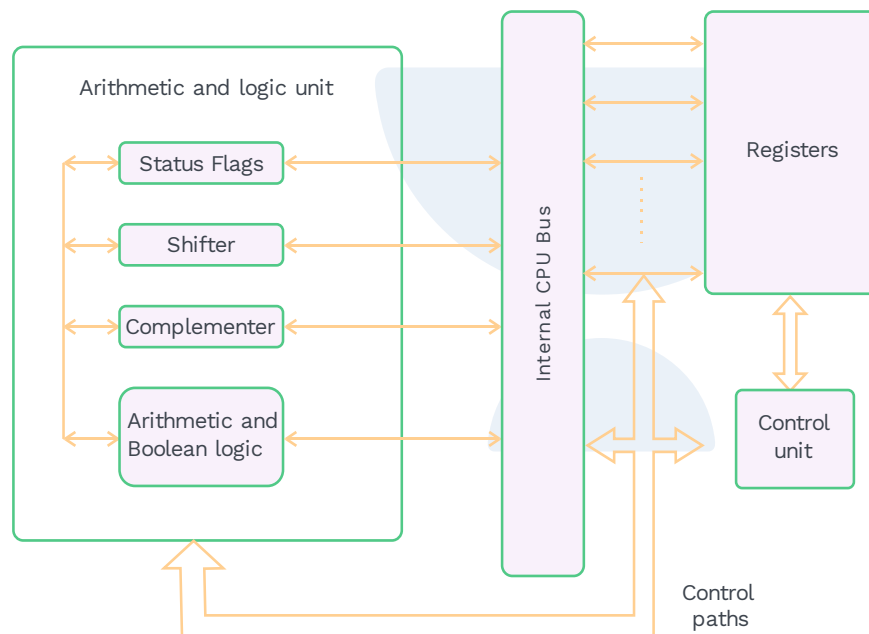 Arithmetic and logic unit
Status Flags
Shifter
Complementer
Arithmetic and
Boolean logic
Internal CPU Bus
Registers
Control
unit
Control
paths